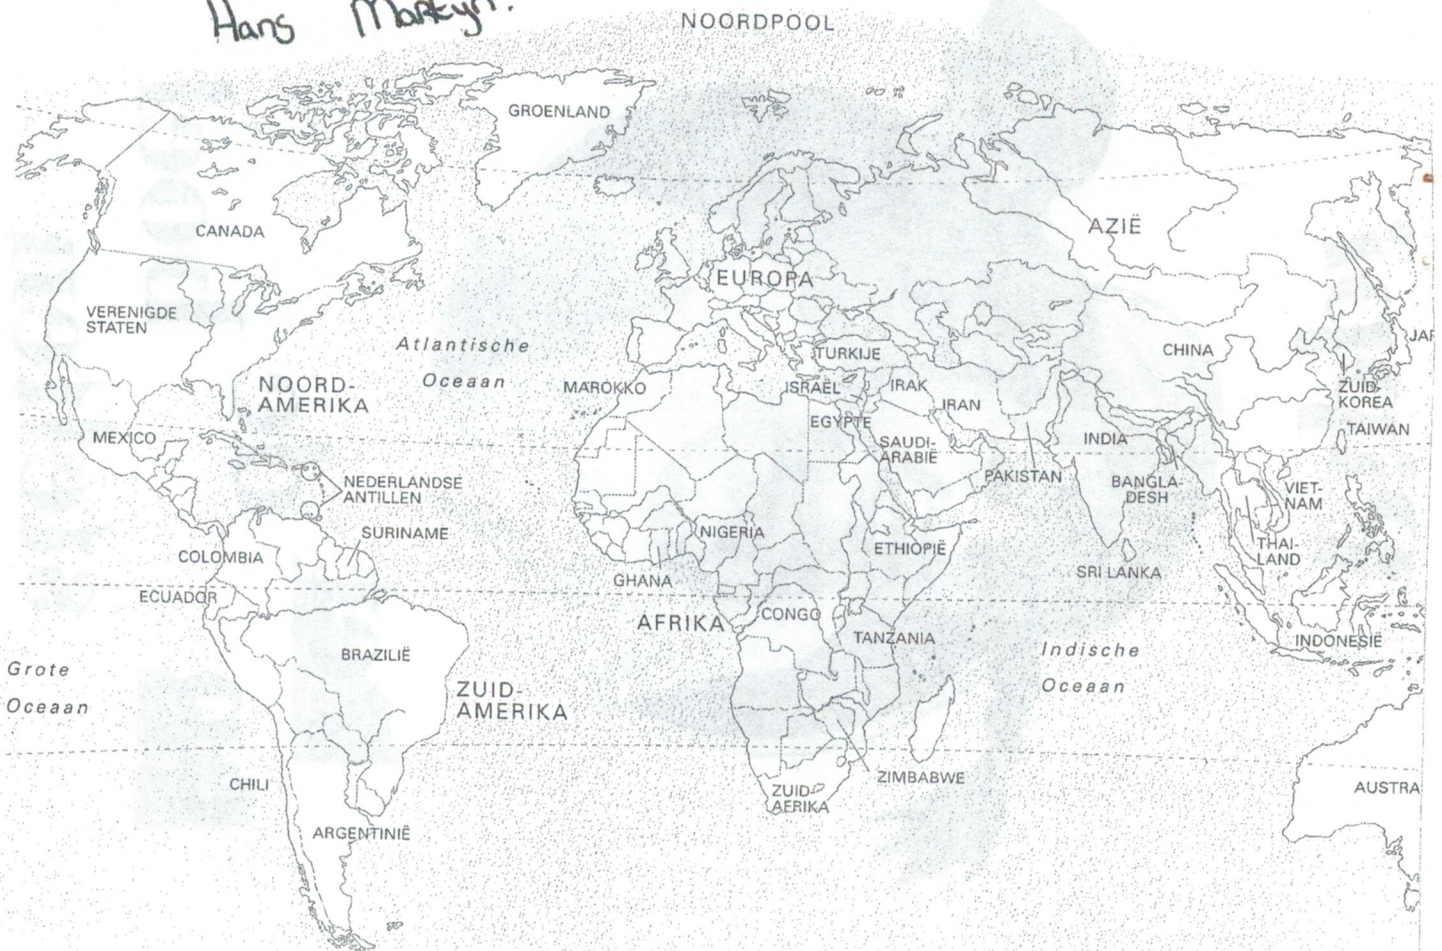 Hans Martyn.
NOORDPOOL
GROENLAND
CANADA
AZIË
EUROPA
VERENIGDE
STATEN
Atlantische
Oceaan
TURKIJE
CHINA
NOORD-
AMERIKA
MAROKKO
ISRAËL
IRAK
IRAN
ZUID-
KOREA
EGYPTE
MEXICO
SAUDI-
ARABIË
INDIA
TAIWAN
PAKISTAN
NEDERLANDSE
ANTILLEN
BANGLA-
DESH
VIET-
NAM
SURINAME
NIGERIA
ETHIOPIË
COLOMBIA
THAI-
LAND
GHANA
SRI LANKA
ECUADOR
AFRIKA
CONGO
TANZANIA
INDONESIË
BRAZILIË
Indische
Oceaan
Grote
Oceaan
ZUID-
AMERIKA
CHILI
ZIMBABWE
ZUID-
AFRIKA
AUSTRA
ARGENTINIË
JAP